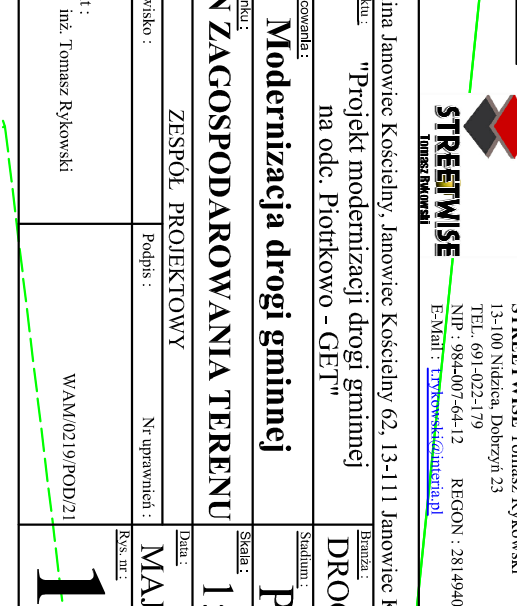 STREETWISE
Tomasz Rykowski
STREETWISE Tomasz Rykowski
13-100 Nidzica, Dobrzyń 23
TEL. 691-022-179
NIP : 984-007-64-12 REGON : 2814940
E-Mail : t.rykowski@interia.pl
ina Janowiec Kościelny, Janowiec Kościelny 62, 13-111 Janowiec K
ktu :
"Projekt modernizacji drogi gminnej
na odc. Piotrkowo - GET"
Branża :
DRO
cowania :
Modernizacja drogi gminnej
Stadium :
P
nku :
N ZAGOSPODAROWANIA TERENU
Skala :
1
ZESPÓŁ PROJEKTOWY
Data :
MAJ
wisko :
Podpis :
Nr uprawnień :
Rys. nr :
1
t :
inż. Tomasz Rykowski
WAM/0219/POD/21